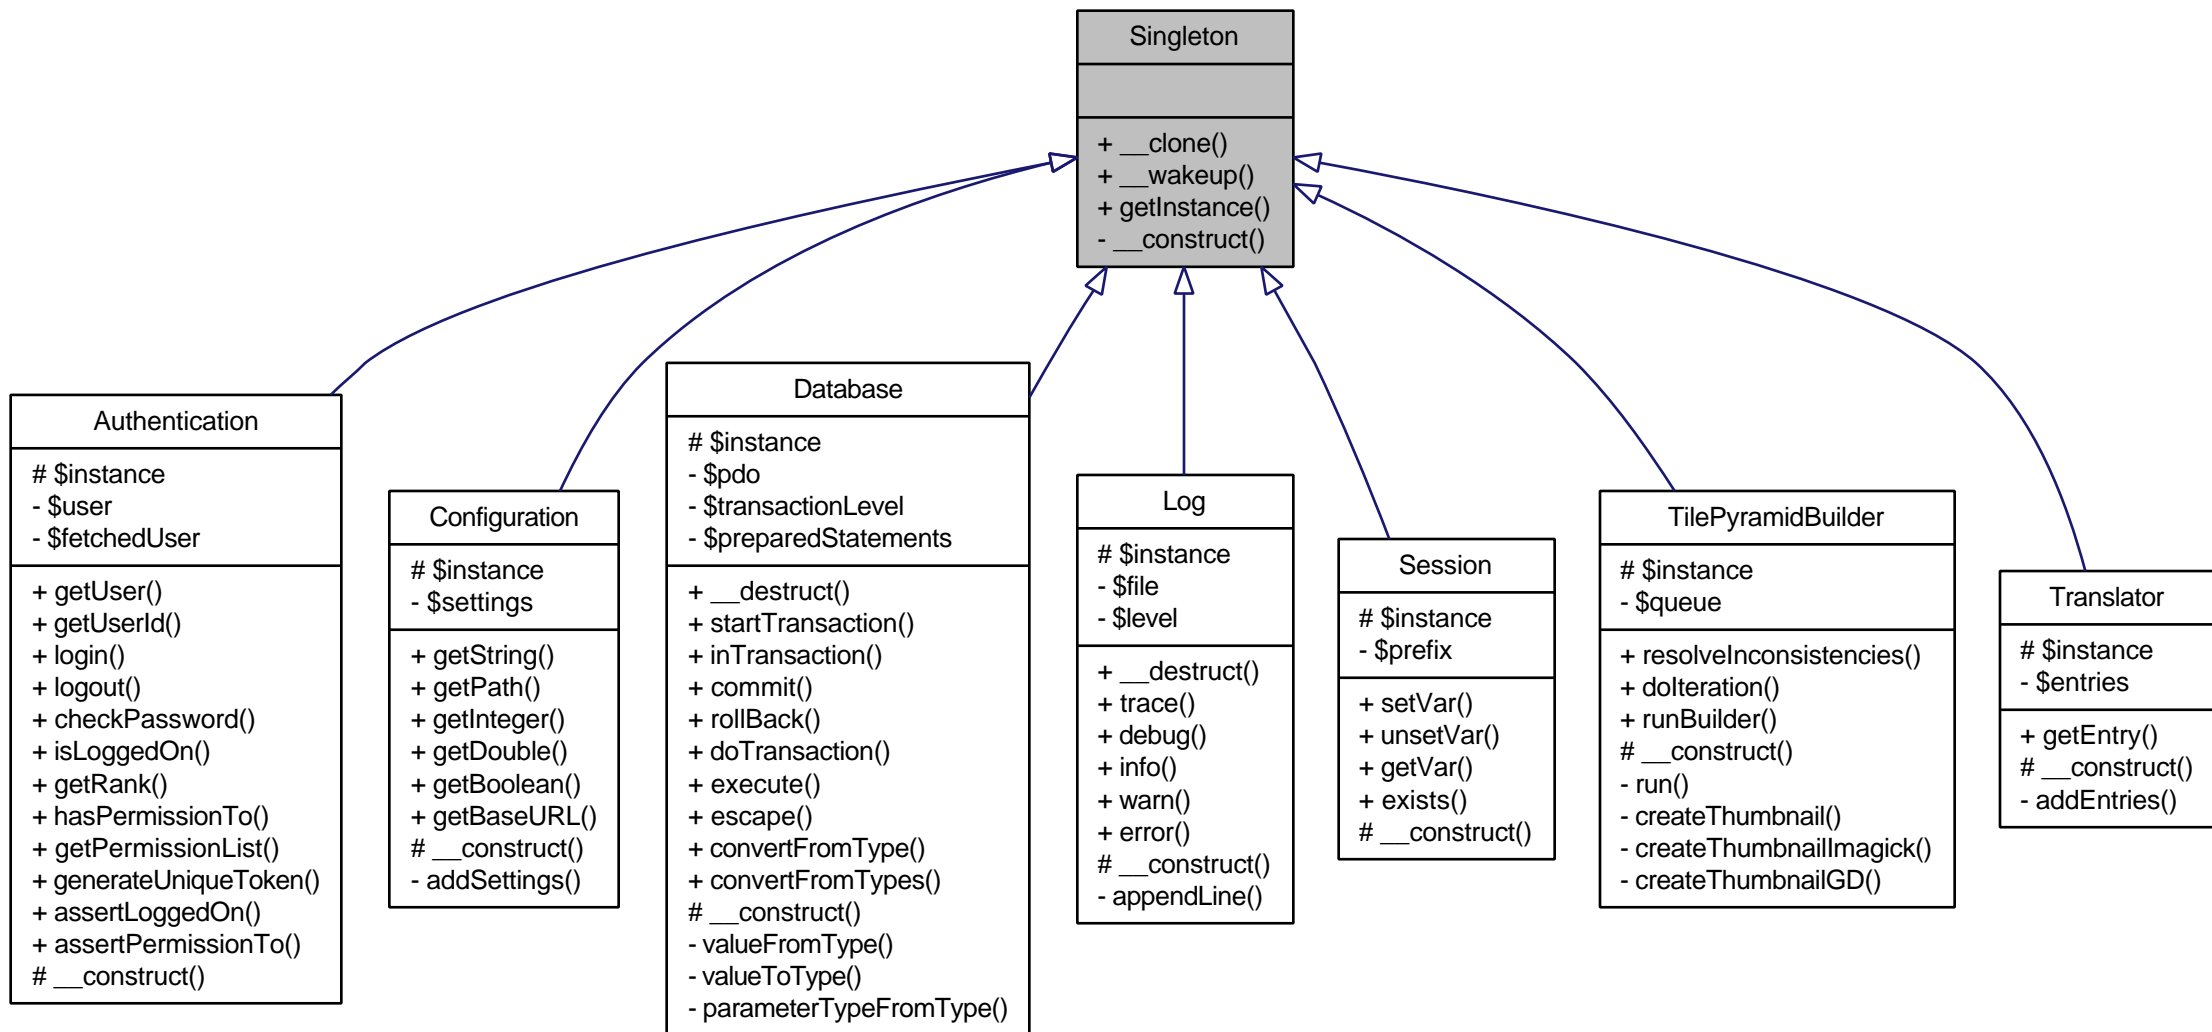 Singleton
+ __clone()
+ __wakeup()
+ getInstance()
- __construct()
Authentication
# $instance
- $user
- $fetchedUser
+ getUser()
+ getUserId()
+ login()
+ logout()
+ checkPassword()
+ isLoggedOn()
+ getRank()
+ hasPermissionTo()
+ getPermissionList()
+ generateUniqueToken()
+ assertLoggedOn()
+ assertPermissionTo()
# __construct()
Configuration
# $instance
- $settings
+ getString()
+ getPath()
+ getInteger()
+ getDouble()
+ getBoolean()
+ getBaseURL()
# __construct()
- addSettings()
Database
# $instance
- $pdo
- $transactionLevel
- $preparedStatements
+ __destruct()
+ startTransaction()
+ inTransaction()
+ commit()
+ rollBack()
+ doTransaction()
+ execute()
+ escape()
+ convertFromType()
+ convertFromTypes()
# __construct()
- valueFromType()
- valueToType()
- parameterTypeFromType()
Log
# $instance
- $file
- $level
+ __destruct()
+ trace()
+ debug()
+ info()
+ warn()
+ error()
# __construct()
- appendLine()
Session
# $instance
- $prefix
+ setVar()
+ unsetVar()
+ getVar()
+ exists()
# __construct()
TilePyramidBuilder
# $instance
- $queue
+ resolveInconsistencies()
+ doIteration()
+ runBuilder()
# __construct()
- run()
- createThumbnail()
- createThumbnailImagick()
- createThumbnailGD()
Translator
# $instance
- $entries
+ getEntry()
# __construct()
- addEntries()